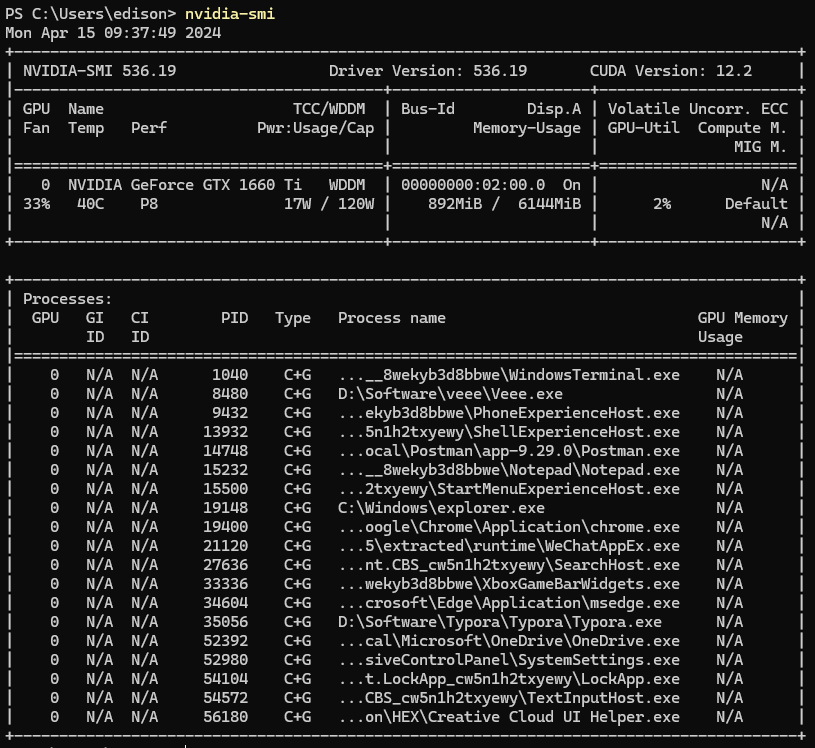 PS C:\Users\edison> nvidia-smi
Mon Apr 15 09:37:49 2024
+---------------------------------------------------------------------------------------+
| NVIDIA-SMI 536.19                 Driver Version: 536.19       CUDA Version: 12.2     |
|-----------------------------------------+----------------------+----------------------+
| GPU  Name                     TCC/WDDM  | Bus-Id        Disp.A | Volatile Uncorr. ECC |
| Fan  Temp   Perf          Pwr:Usage/Cap |         Memory-Usage | GPU-Util  Compute M. |
|                                         |                      |               MIG M. |
|=========================================+======================+======================|
|   0  NVIDIA GeForce GTX 1660 Ti   WDDM  | 00000000:02:00.0  On |                  N/A |
| 33%   40C    P8              17W / 120W |    892MiB /  6144MiB |      2%      Default |
|                                         |                      |                  N/A |
+-----------------------------------------+----------------------+----------------------+
+---------------------------------------------------------------------------------------+
| Processes:                                                                            |
|  GPU   GI   CI        PID   Type   Process name                            GPU Memory |
|        ID   ID                                                             Usage      |
|=======================================================================================|
|    0   N/A  N/A      1040    C+G   ...__8wekyb3d8bbwe\WindowsTerminal.exe    N/A      |
|    0   N/A  N/A      8480    C+G   D:\Software\veee\Veee.exe                 N/A      |
|    0   N/A  N/A      9432    C+G   ...ekyb3d8bbwe\PhoneExperienceHost.exe    N/A      |
|    0   N/A  N/A     13932    C+G   ...5n1h2txyewy\ShellExperienceHost.exe    N/A      |
|    0   N/A  N/A     14748    C+G   ...ocal\Postman\app-9.29.0\Postman.exe    N/A      |
|    0   N/A  N/A     15232    C+G   ...__8wekyb3d8bbwe\Notepad\Notepad.exe    N/A      |
|    0   N/A  N/A     15500    C+G   ...2txyewy\StartMenuExperienceHost.exe    N/A      |
|    0   N/A  N/A     19148    C+G   C:\Windows\explorer.exe                   N/A      |
|    0   N/A  N/A     19400    C+G   ...oogle\Chrome\Application\chrome.exe    N/A      |
|    0   N/A  N/A     21120    C+G   ...5\extracted\runtime\WeChatAppEx.exe    N/A      |
|    0   N/A  N/A     27636    C+G   ...nt.CBS_cw5n1h2txyewy\SearchHost.exe    N/A      |
|    0   N/A  N/A     33336    C+G   ...wekyb3d8bbwe\XboxGameBarWidgets.exe    N/A      |
|    0   N/A  N/A     34604    C+G   ...crosoft\Edge\Application\msedge.exe    N/A      |
|    0   N/A  N/A     35056    C+G   D:\Software\Typora\Typora\Typora.exe      N/A      |
|    0   N/A  N/A     52392    C+G   ...cal\Microsoft\OneDrive\OneDrive.exe    N/A      |
|    0   N/A  N/A     52980    C+G   ...siveControlPanel\SystemSettings.exe    N/A      |
|    0   N/A  N/A     54104    C+G   ...t.LockApp_cw5n1h2txyewy\LockApp.exe    N/A      |
|    0   N/A  N/A     54572    C+G   ...CBS_cw5n1h2txyewy\TextInputHost.exe    N/A      |
|    0   N/A  N/A     56180    C+G   ...on\HEX\Creative Cloud UI Helper.exe    N/A      |
+---------------------------------------------------------------------------------------+